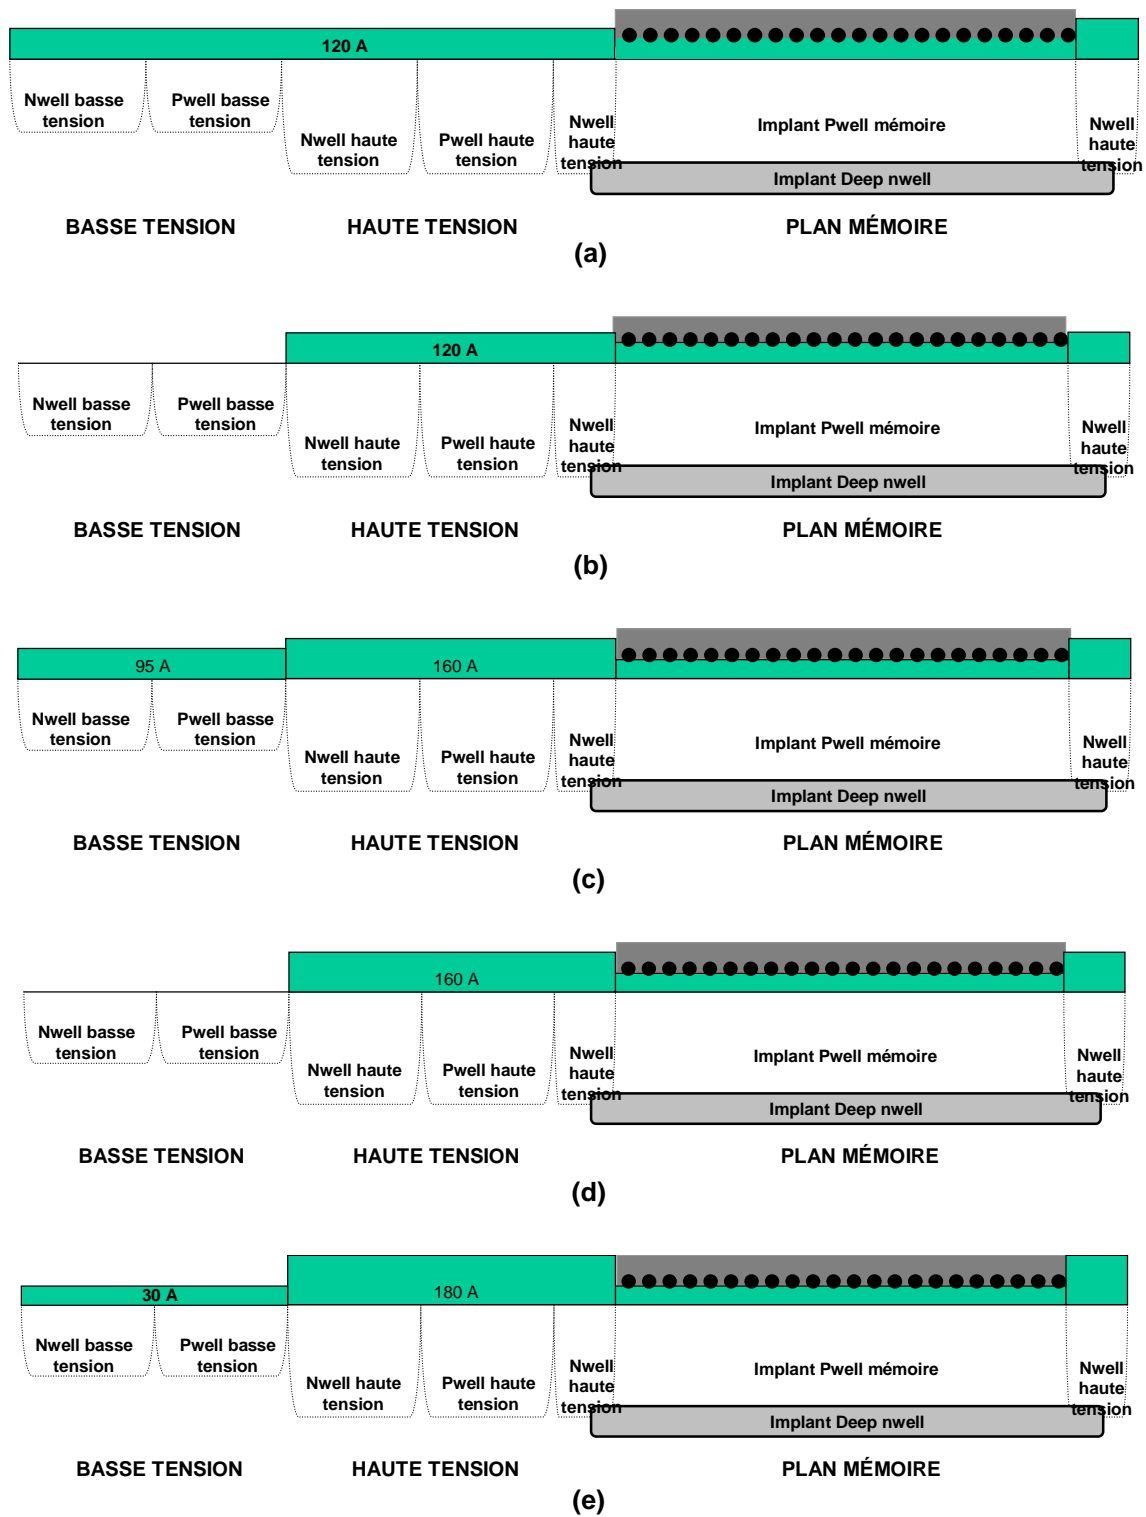 120 A
Nwell basse
tension
Pwell basse
tension
Nwell haute
tension
Pwell haute
tension
Nwell
haute
tension
Implant Pwell mémoire
Nwell
haute
tension
Implant Deep nwell
BASSE TENSION
HAUTE TENSION
PLAN MÉMOIRE
(a)
120 A
Nwell basse
tension
Pwell basse
tension
Nwell haute
tension
Pwell haute
tension
Nwell
haute
tension
Implant Pwell mémoire
Nwell
haute
tension
Implant Deep nwell
BASSE TENSION
HAUTE TENSION
PLAN MÉMOIRE
(b)
95 A
160 A
Nwell basse
tension
Pwell basse
tension
Nwell haute
tension
Pwell haute
tension
Nwell
haute
tension
Implant Pwell mémoire
Nwell
haute
tension
Implant Deep nwell
BASSE TENSION
HAUTE TENSION
PLAN MÉMOIRE
(c)
160 A
Nwell basse
tension
Pwell basse
tension
Nwell haute
tension
Pwell haute
tension
Nwell
haute
tension
Implant Pwell mémoire
Nwell
haute
tension
Implant Deep nwell
BASSE TENSION
HAUTE TENSION
PLAN MÉMOIRE
(d)
30 A
180 A
Nwell basse
tension
Pwell basse
tension
Nwell haute
tension
Pwell haute
tension
Nwell
haute
tension
Implant Pwell mémoire
Nwell
haute
tension
Implant Deep nwell
BASSE TENSION
HAUTE TENSION
PLAN MÉMOIRE
(e)